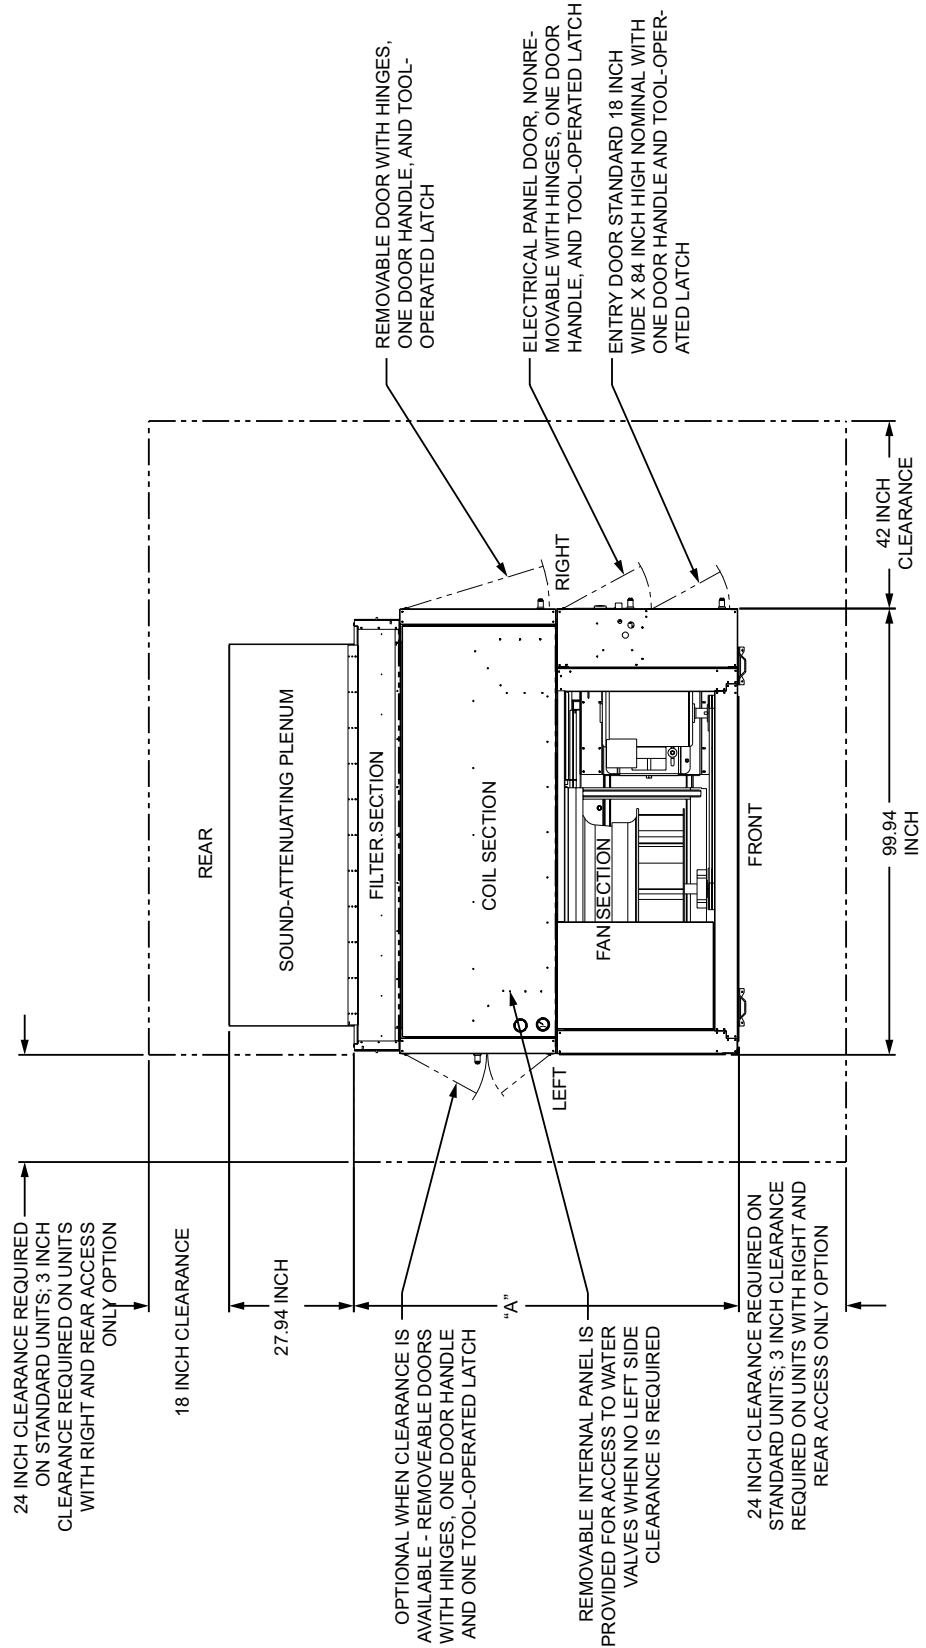 24 INCH CLEARANCE REQUIRED
ON STANDARD UNITS; 3 INCH
CLEARANCE REQUIRED ON UNITS
WITH RIGHT AND REAR ACCESS
ONLY OPTION
18 INCH CLEARANCE
27.94 INCH
OPTIONAL WHEN CLEARANCE IS
AVAILABLE - REMOVEABLE DOORS
WITH HINGES, ONE DOOR HANDLE
AND ONE TOOL-OPERATED LATCH
“A”
REMOVABLE INTERNAL PANEL IS
PROVIDED FOR ACCESS TO WATER
VALVES WHEN NO LEFT SIDE
CLEARANCE IS REQUIRED
24 INCH CLEARANCE REQUIRED ON
STANDARD UNITS; 3 INCH CLEARANCE
REQUIRED ON UNITS WITH RIGHT AND
REAR ACCESS ONLY OPTION
REAR
SOUND-ATTENUATING PLENUM
FILTER SECTION
COIL SECTION
LEFT
RIGHT
FAN SECTION
FRONT
99.94
INCH
42 INCH
CLEARANCE
REMOVABLE DOOR WITH HINGES,
ONE DOOR HANDLE, AND TOOL-
OPERATED LATCH
ELECTRICAL PANEL DOOR, NONRE-
MOVABLE WITH HINGES, ONE DOOR
HANDLE, AND TOOL-OPERATED LATCH
ENTRY DOOR STANDARD 18 INCH
WIDE X 84 INCH HIGH NOMINAL WITH
ONE DOOR HANDLE AND TOOL-OPER-
ATED LATCH